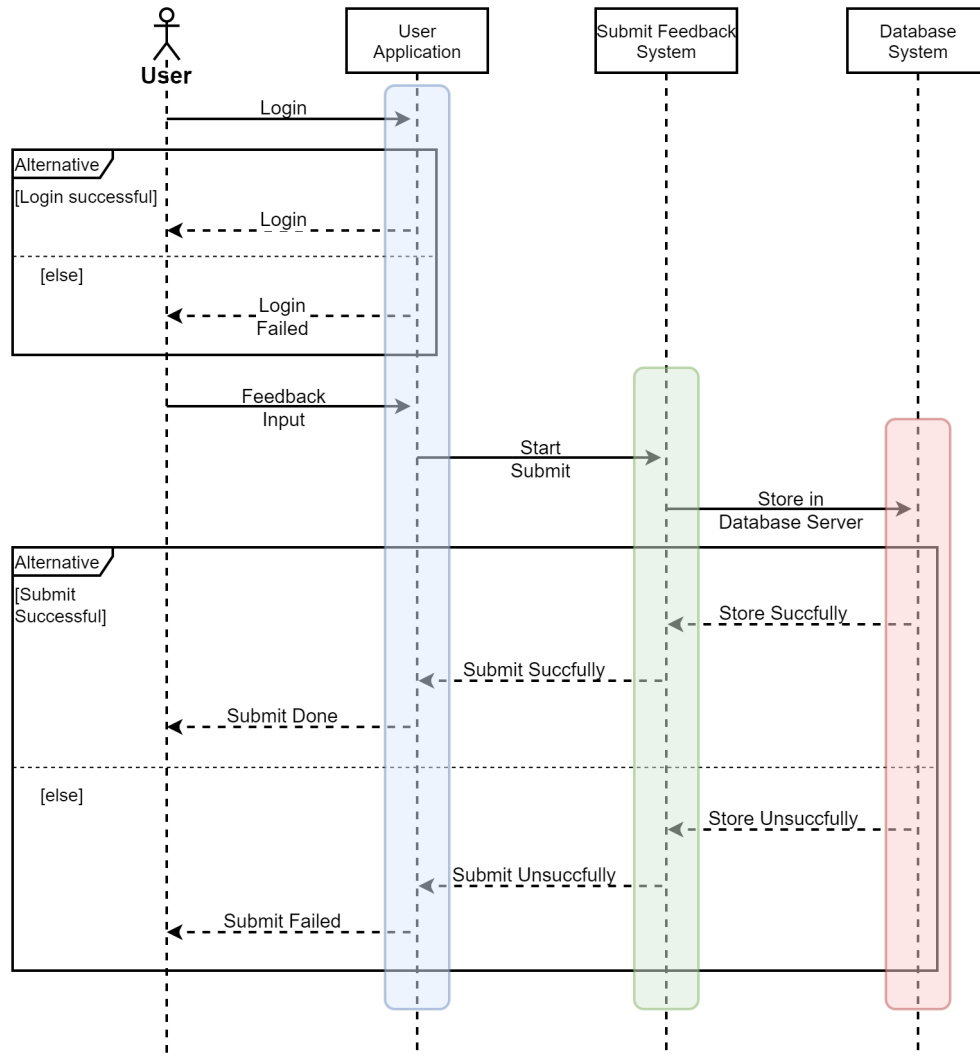 User
Application
Submit Feedback
System
Database
System
User
Login
Alternative
[Login successful]
Login
[else]
Login
Failed
Feedback
Input
Start
Submit
Store in
Database Server
Alternative
[Submit
Successful]
Store Succfully
Submit Succfully
Submit Done
[else]
Store Unsuccfully
Submit Unsuccfully
Submit Failed